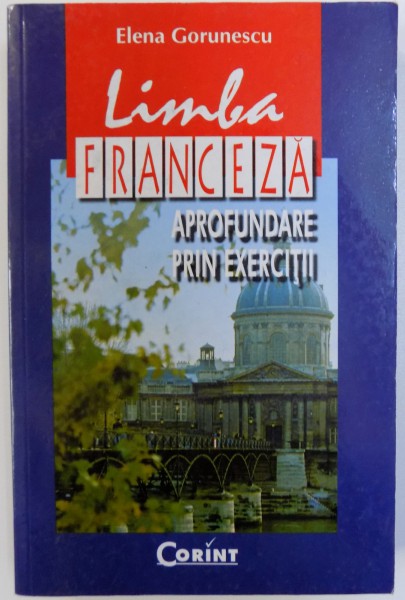 Elena Gorunescu
Limba
FRANCEZĂ
APROFUNDARE
PRIN EXERCIȚII
CORINT